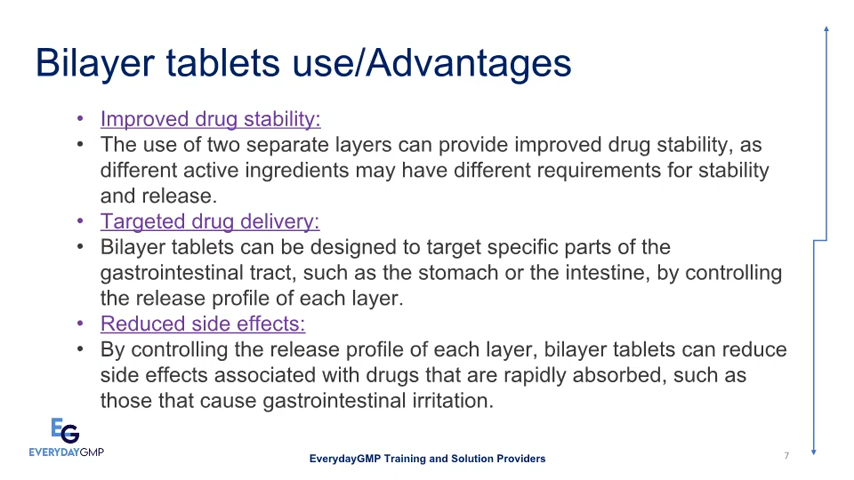 Bilayer tablets use/Advantages
• Improved drug stability:
• The use of two separate layers can provide improved drug stability, as
different active ingredients may have different requirements for stability
and release.
• Targeted drug delivery:
• Bilayer tablets can be designed to target specific parts of the
gastrointestinal tract, such as the stomach or the intestine, by controlling
the release profile of each layer.
• Reduced side effects:
• By controlling the release profile of each layer, bilayer tablets can reduce
side effects associated with drugs that are rapidly absorbed, such as
those that cause gastrointestinal irritation.
EG
EVERYDAYGMP
EverydayGMP Training and Solution Providers
7